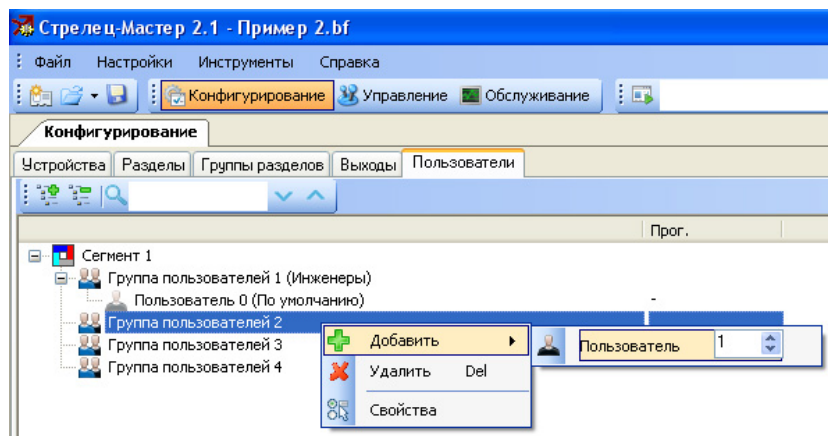 Стрелец-Мастер 2.1 - Пример 2.bf
Файл Настройки Инструменты Справка
Конфигурирование Управление Обслуживание
Конфигурирование
Устройства Разделы Группы разделов Выходы Пользователи
Прог.
Сегмент 1
Группа пользователей 1 (Инженеры)
Пользователь 0 (По умолчанию) -
Группа пользователей 2
Группа пользователей 3
Группа пользователей 4
Добавить
Пользователь 1
Удалить Del
Свойства